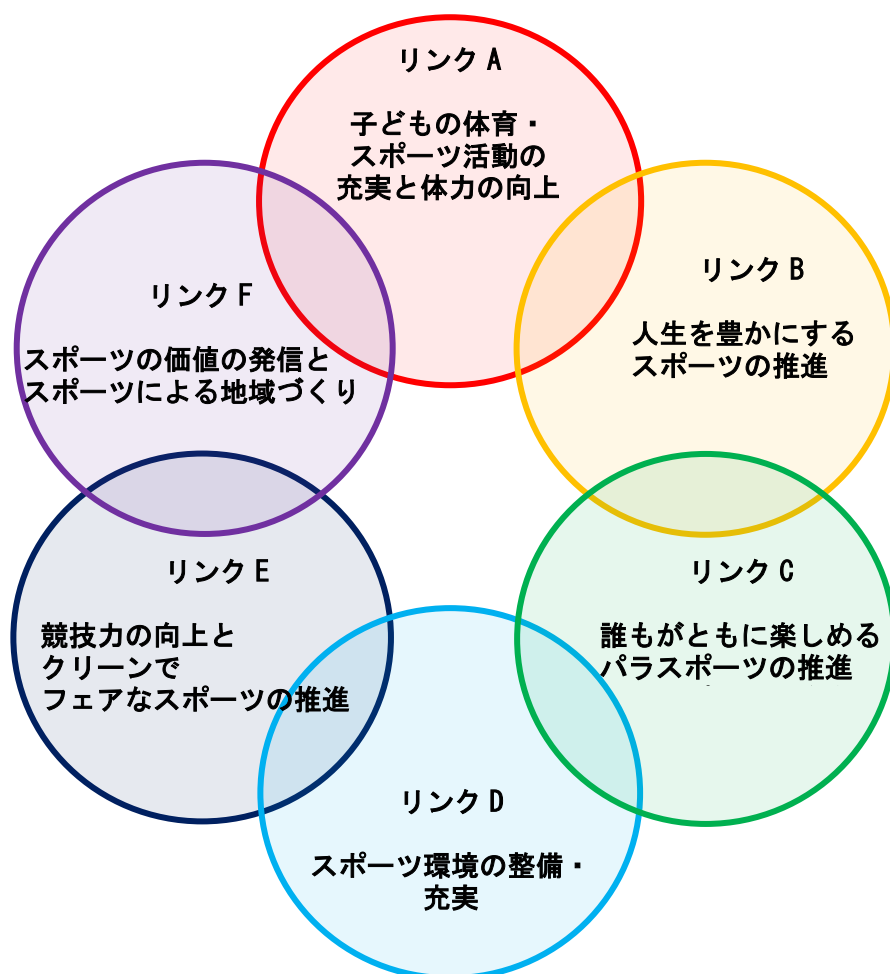 リンク A
子どもの体育・
スポーツ活動の
充実と体力の向上
リンク B
人生を豊かにする
スポーツの推進
リンク C
誰もがともに楽しめる
パラスポーツの推進
リンク D
スポーツ環境の整備・
充実
リンク E
競技力の向上と
クリーンで
フェアなスポーツの推進
リンク F
スポーツの価値の発信と
スポーツによる地域づくり